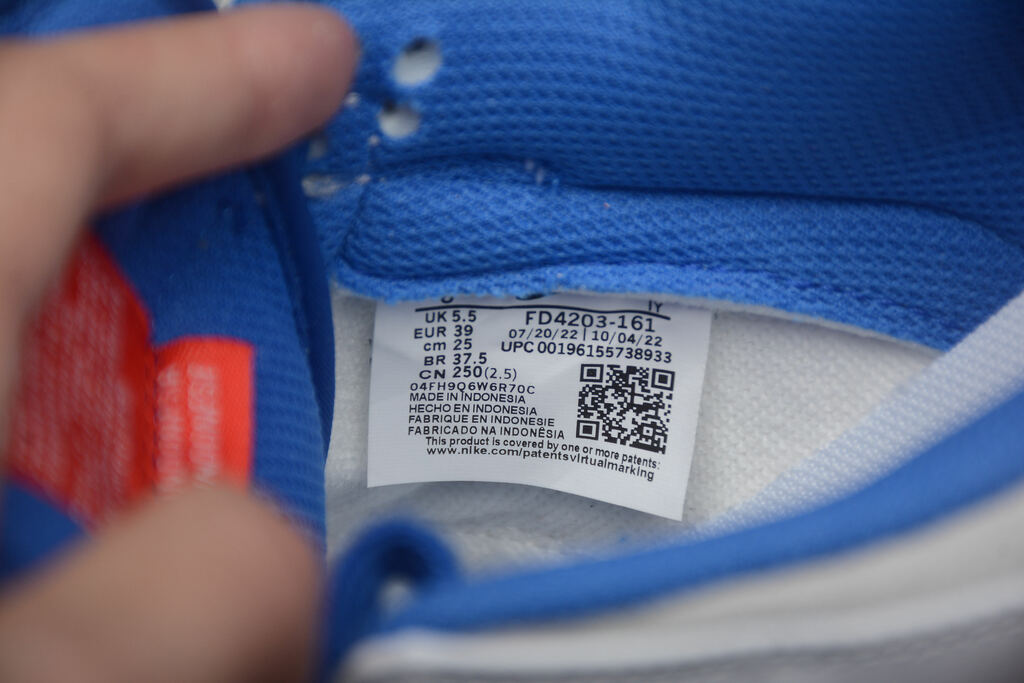 IY
UK 5.5 FD4203-161
EUR 39 07/20/22 | 10/04/22
cm 25 UPC 00196155738933
BR 37.5
CN 250(2.5)
04FH9Q6W6R70C
MADE IN INDONESIA
HECHO EN INDONESIA
FABRIQUE EN INDONESIE
FABRICADO NA INDONÉSIA
This product is covered by one or more patents:
www.nike.com/patentsvirtualmarking